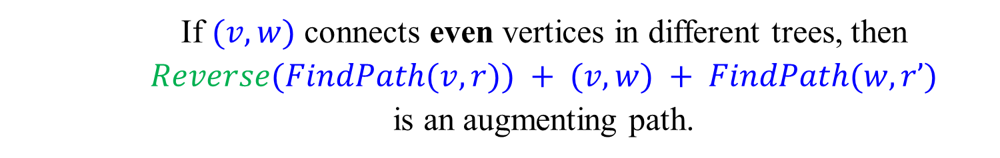 If (v, w) connects even vertices in different trees, then
Reverse(FindPath(v, r)) + (v, w) + FindPath(w, r’)
is an augmenting path.